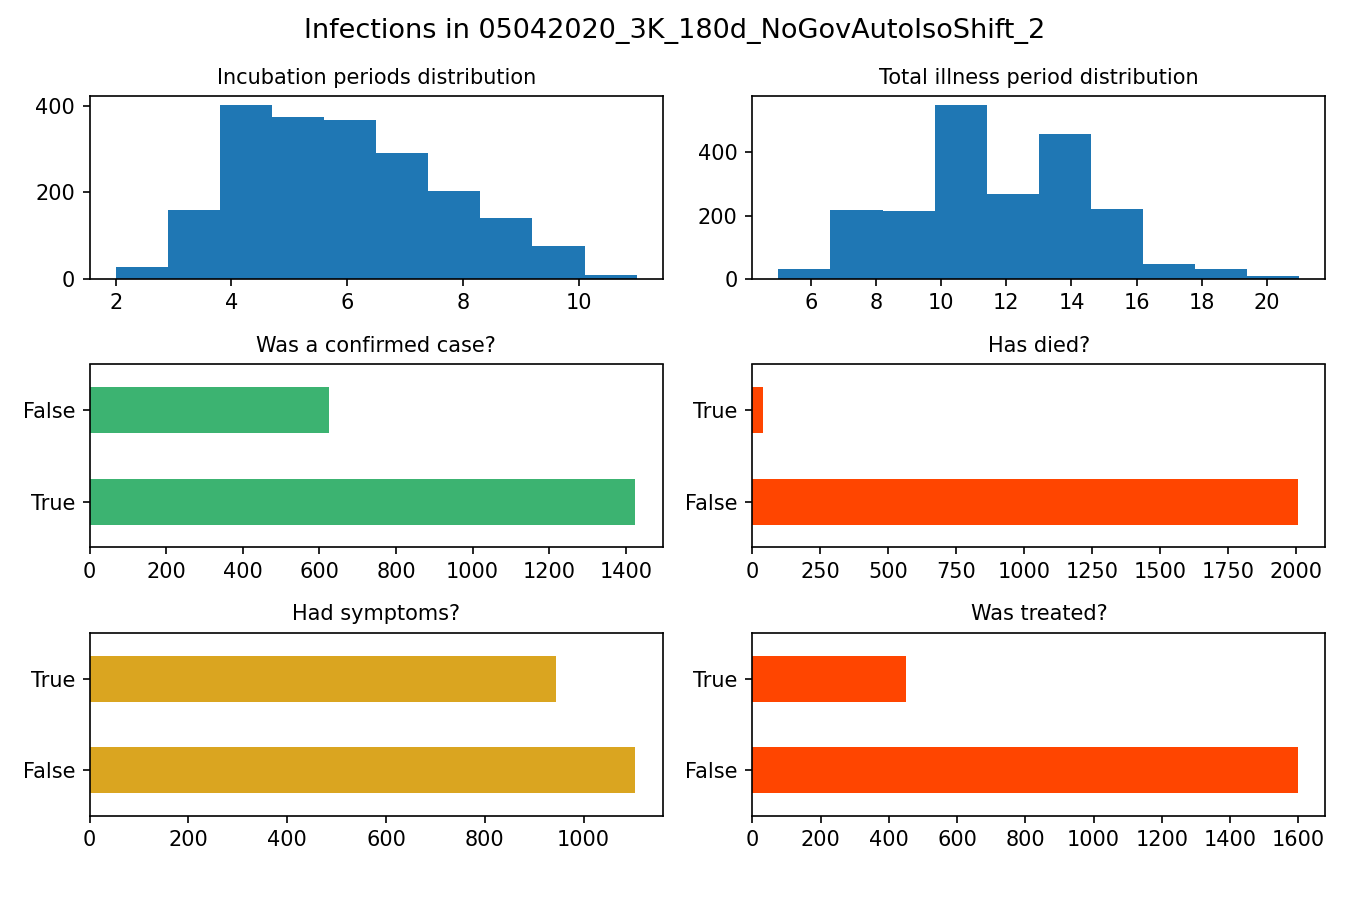 Infections in 05042020_3K_180d_NoGovAutoIsoShift_2
Incubation periods distribution
400
200
0
2 4 6 8 10
Total illness period distribution
400
200
0
6 8 10 12 14 16 18 20
Was a confirmed case?
False
True
0 200 400 600 800 1000 1200 1400
Has died?
True
False
0 250 500 750 1000 1250 1500 1750 2000
Had symptoms?
True
False
0 200 400 600 800 1000
Was treated?
True
False
0 200 400 600 800 1000 1200 1400 1600